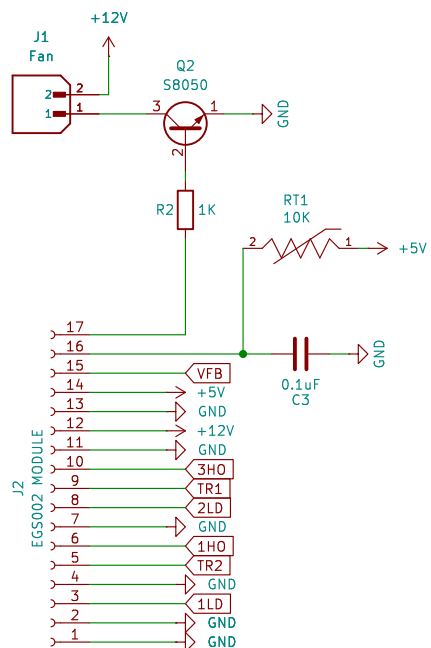 +12V
J1
Fan
2 2
1 1
Q2
S8050
3
1
GND
2
R2 1K
RT1
10K
2
1
+5V
17
16
GND
0.1uF
C3
15 VFB
14 +5V
13 GND
12 +12V
11 GND
10 3HO
9 TR1
8 2LD
7 GND
6 1HO
5 TR2
4 GND
3 1LD
2 GND
1 GND
J2
EGS002 MODULE